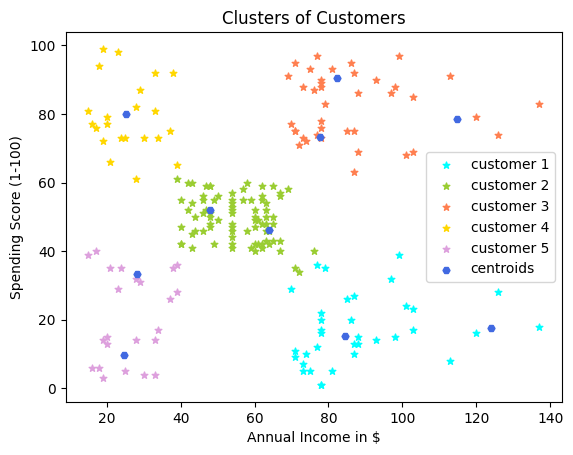 Clusters of Customers
Spending Score (1-100)
100
80
60
40
20
0
customer 1
customer 2
customer 3
customer 4
customer 5
centroids
20 40 60 80 100 120 140
Annual Income in $